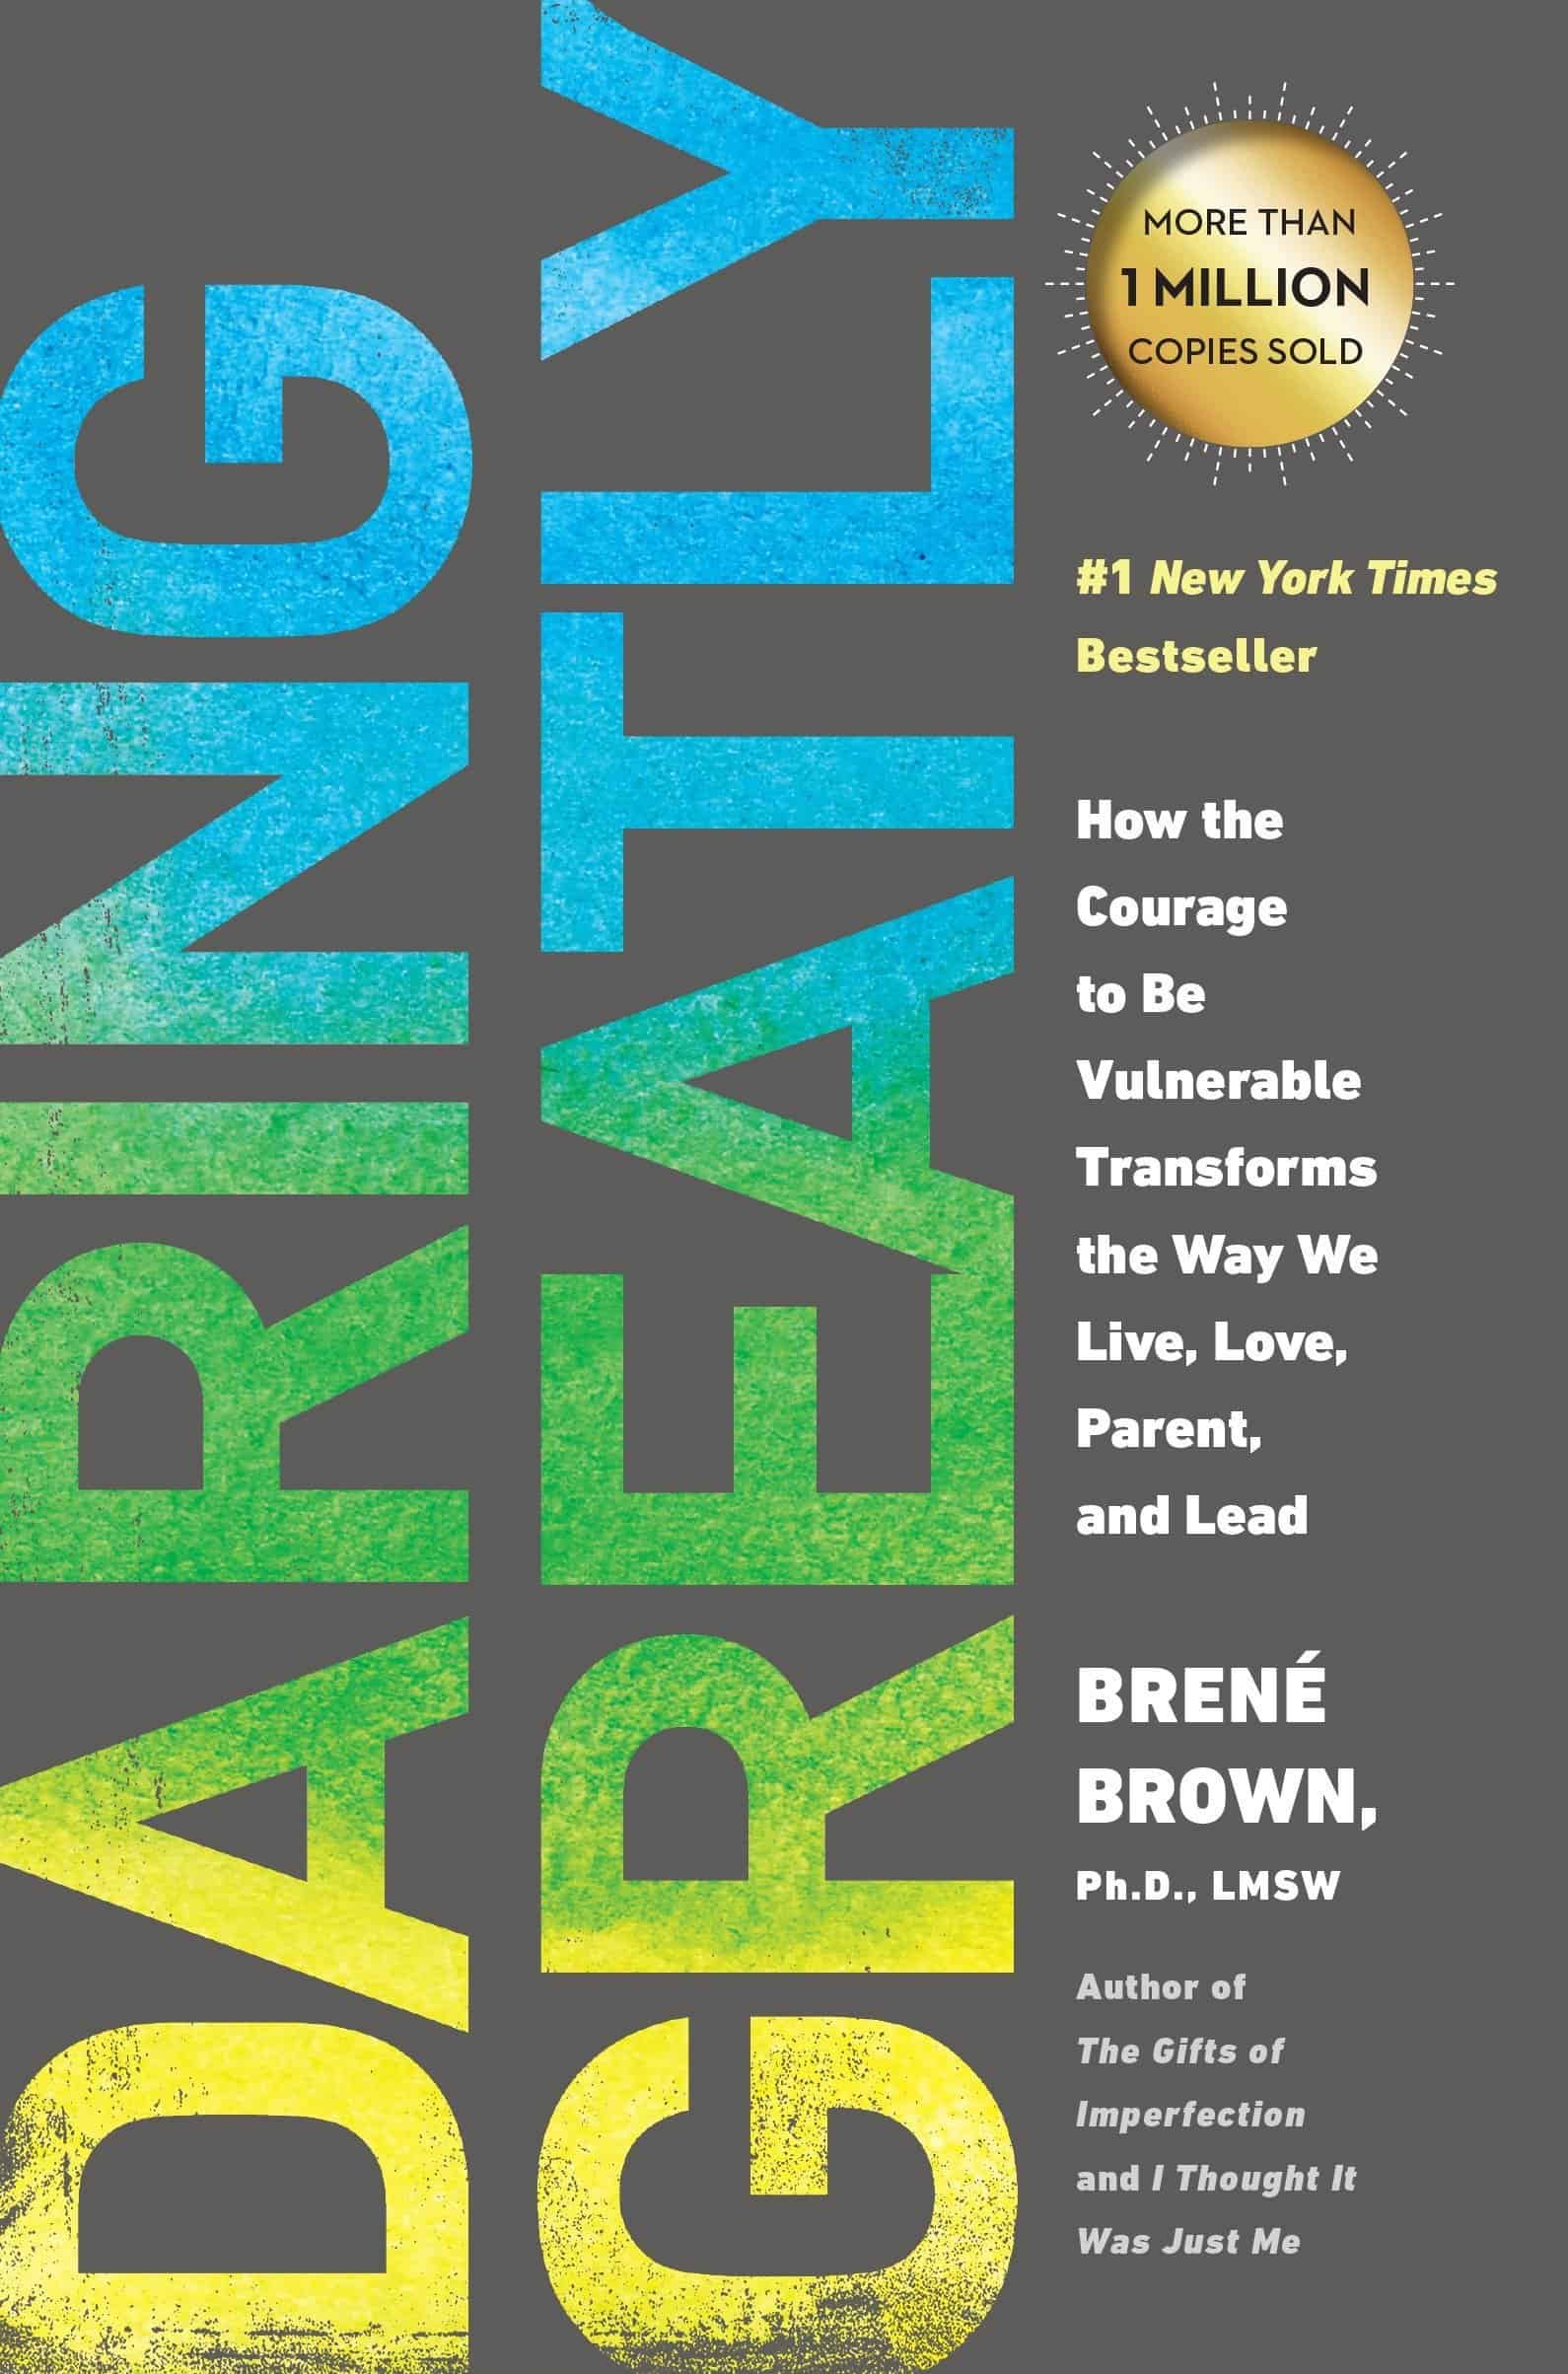 DARING
GREATLY
MORE THAN
1 MILLION
COPIES SOLD
#1 New York Times
Bestseller
How the
Courage
to Be
Vulnerable
Transforms
the Way We
Live, Love,
Parent,
and Lead
BRENÉ
BROWN,
Ph.D., LMSW
Author of
The Gifts of
Imperfection
and I Thought It
Was Just Me